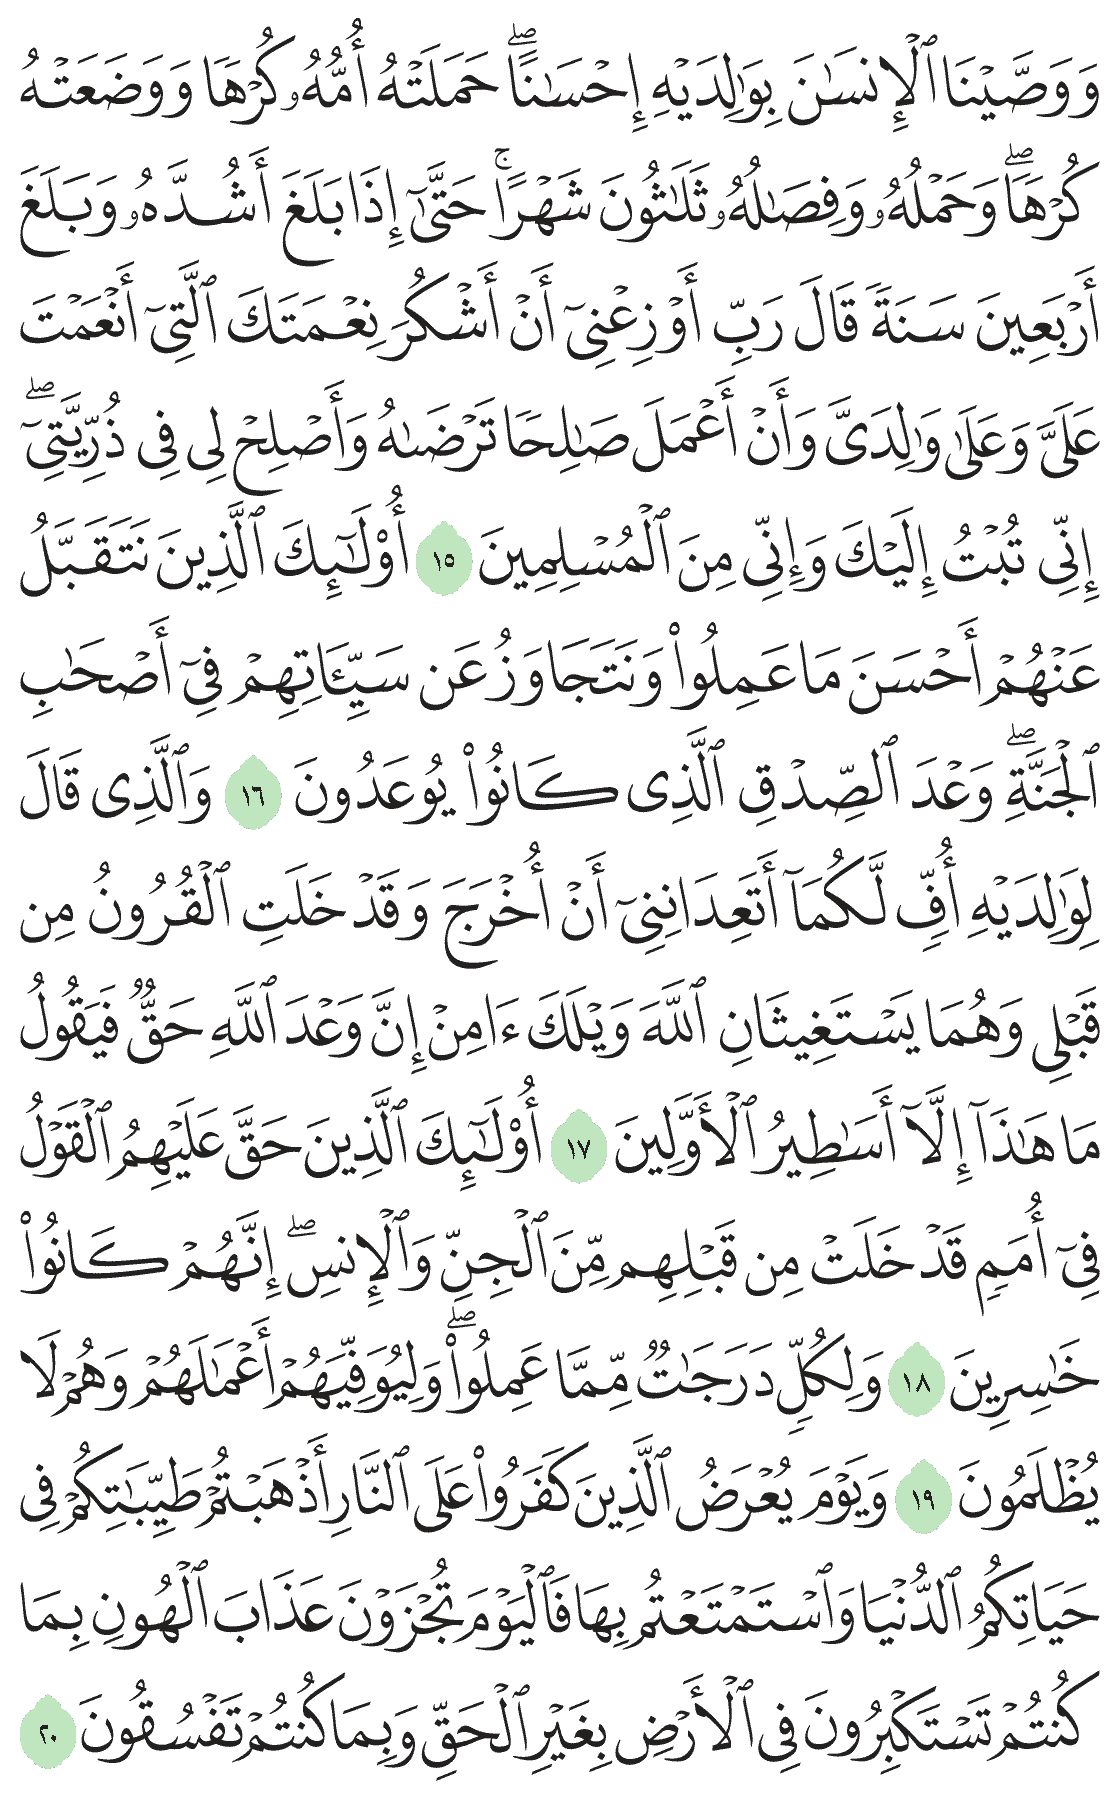 وَوَصَّيْنَا ٱلْإِنسَٰنَ بِوَٰلِدَيْهِ إِحْسَٰنًاۖ حَمَلَتْهُ أُمُّهُۥ كُرْهًا وَوَضَعَتْهُ
كُرْهًاۖ وَحَمْلُهُۥ وَفِصَٰلُهُۥ ثَلَٰثُونَ شَهْرًاۚ حَتَّىٰٓ إِذَا بَلَغَ أَشُدَّهُۥ وَبَلَغَ
أَرْبَعِينَ سَنَةً قَالَ رَبِّ أَوْزِعْنِىٓ أَنْ أَشْكُرَ نِعْمَتَكَ ٱلَّتِىٓ أَنْعَمْتَ
عَلَىَّ وَعَلَىٰ وَٰلِدَىَّ وَأَنْ أَعْمَلَ صَٰلِحًا تَرْضَىٰهُ وَأَصْلِحْ لِى فِى ذُرِّيَّتِىٓۖ
إِنِّى تُبْتُ إِلَيْكَ وَإِنِّى مِنَ ٱلْمُسْلِمِينَ ١٥ أُو۟لَٰٓئِكَ ٱلَّذِينَ نَتَقَبَّلُ
عَنْهُمْ أَحْسَنَ مَا عَمِلُوا۟ وَنَتَجَاوَزُ عَن سَيِّـَٔاتِهِمْ فِىٓ أَصْحَٰبِ
ٱلْجَنَّةِۖ وَعْدَ ٱلصِّدْقِ ٱلَّذِى كَانُوا۟ يُوعَدُونَ ١٦ وَٱلَّذِى قَالَ
لِوَٰلِدَيْهِ أُفٍّ لَّكُمَآ أَتَعِدَانِنِىٓ أَنْ أُخْرَجَ وَقَدْ خَلَتِ ٱلْقُرُونُ مِن
قَبْلِى وَهُمَا يَسْتَغِيثَانِ ٱللَّهَ وَيْلَكَ ءَامِنْ إِنَّ وَعْدَ ٱللَّهِ حَقٌّ فَيَقُولُ
مَا هَٰذَآ إِلَّآ أَسَٰطِيرُ ٱلْأَوَّلِينَ ١٧ أُو۟لَٰٓئِكَ ٱلَّذِينَ حَقَّ عَلَيْهِمُ ٱلْقَوْلُ
فِىٓ أُمَمٍ قَدْ خَلَتْ مِن قَبْلِهِم مِّنَ ٱلْجِنِّ وَٱلْإِنسِۖ إِنَّهُمْ كَانُوا۟
خَٰسِرِينَ ١٨ وَلِكُلٍّ دَرَجَٰتٌ مِّمَّا عَمِلُوا۟ۖ وَلِيُوَفِّيَهُمْ أَعْمَٰلَهُمْ وَهُمْ لَا
يُظْلَمُونَ ١٩ وَيَوْمَ يُعْرَضُ ٱلَّذِينَ كَفَرُوا۟ عَلَى ٱلنَّارِ أَذْهَبْتُمْ طَيِّبَٰتِكُمْ فِى
حَيَاتِكُمُ ٱلدُّنْيَا وَٱسْتَمْتَعْتُم بِهَا فَٱلْيَوْمَ تُجْزَوْنَ عَذَابَ ٱلْهُونِ بِمَا
كُنتُمْ تَسْتَكْبِرُونَ فِى ٱلْأَرْضِ بِغَيْرِ ٱلْحَقِّ وَبِمَا كُنتُمْ تَفْسُقُونَ ٢٠